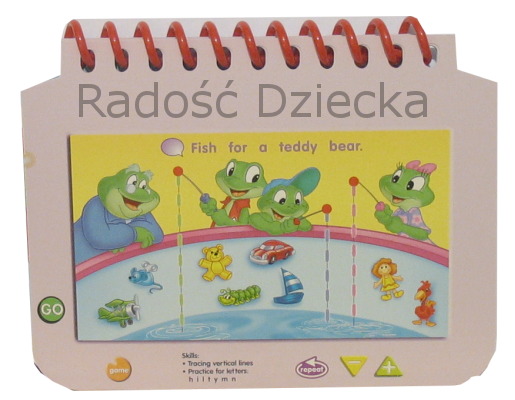 Radość Dziecka
Fish for a teddy bear.
GO
game
Skills:
• Tracing vertical lines
• Practice for letters:
h i l t y m n
repeat